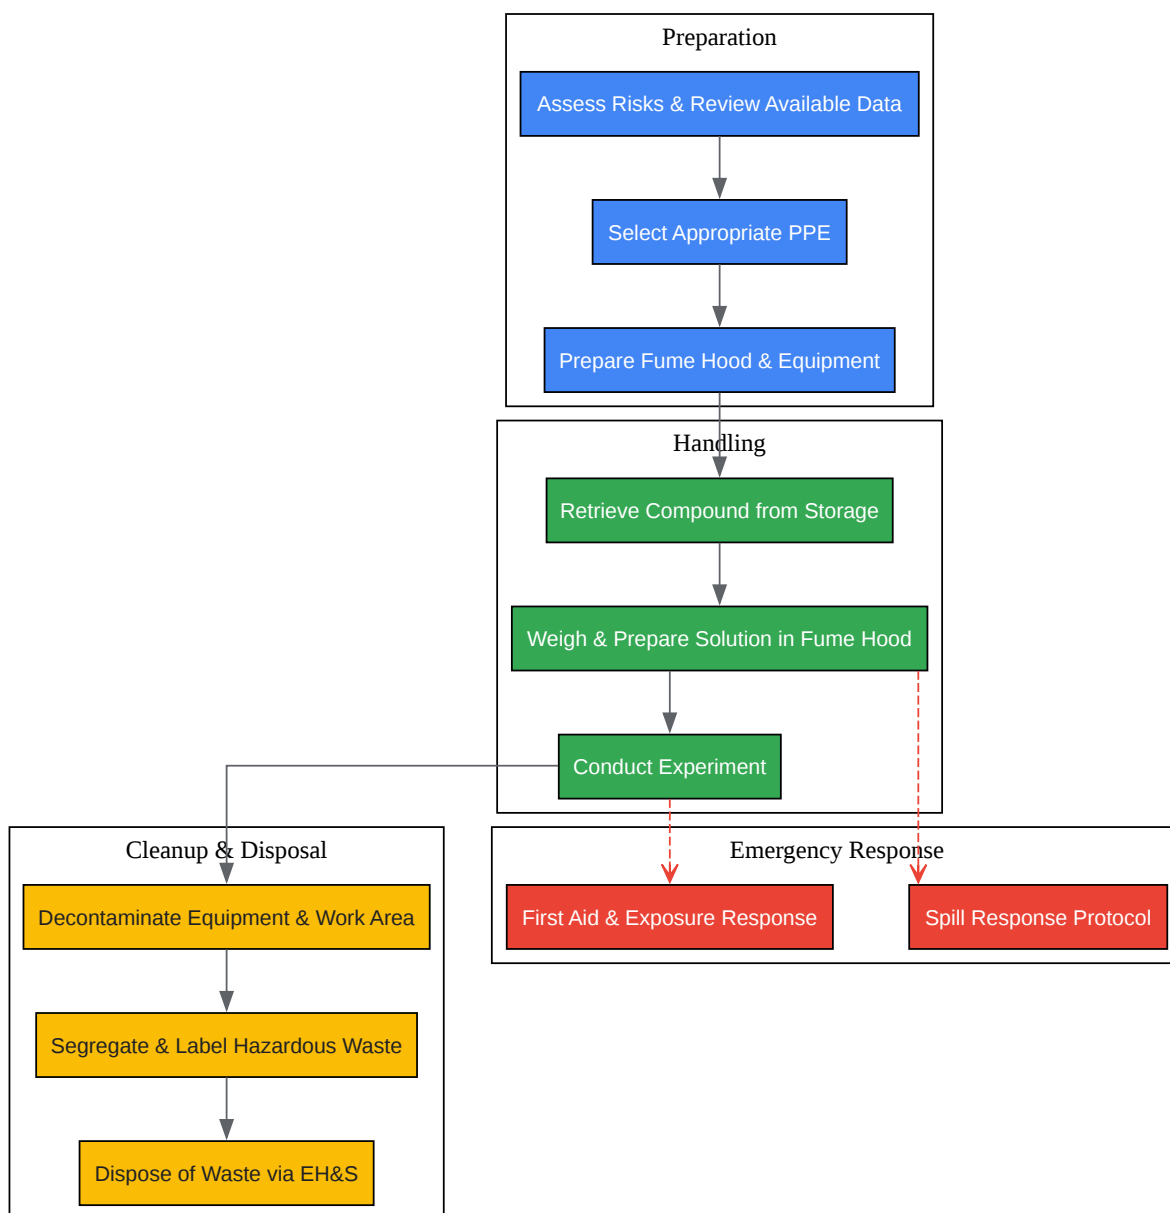 Preparation
Assess Risks & Review Available Data
Select Appropriate PPE
Prepare Fume Hood & Equipment
Handling
Retrieve Compound from Storage
Weigh & Prepare Solution in Fume Hood
Conduct Experiment
Cleanup & Disposal
Decontaminate Equipment & Work Area
Segregate & Label Hazardous Waste
Dispose of Waste via EH&S
Emergency Response
First Aid & Exposure Response
Spill Response Protocol